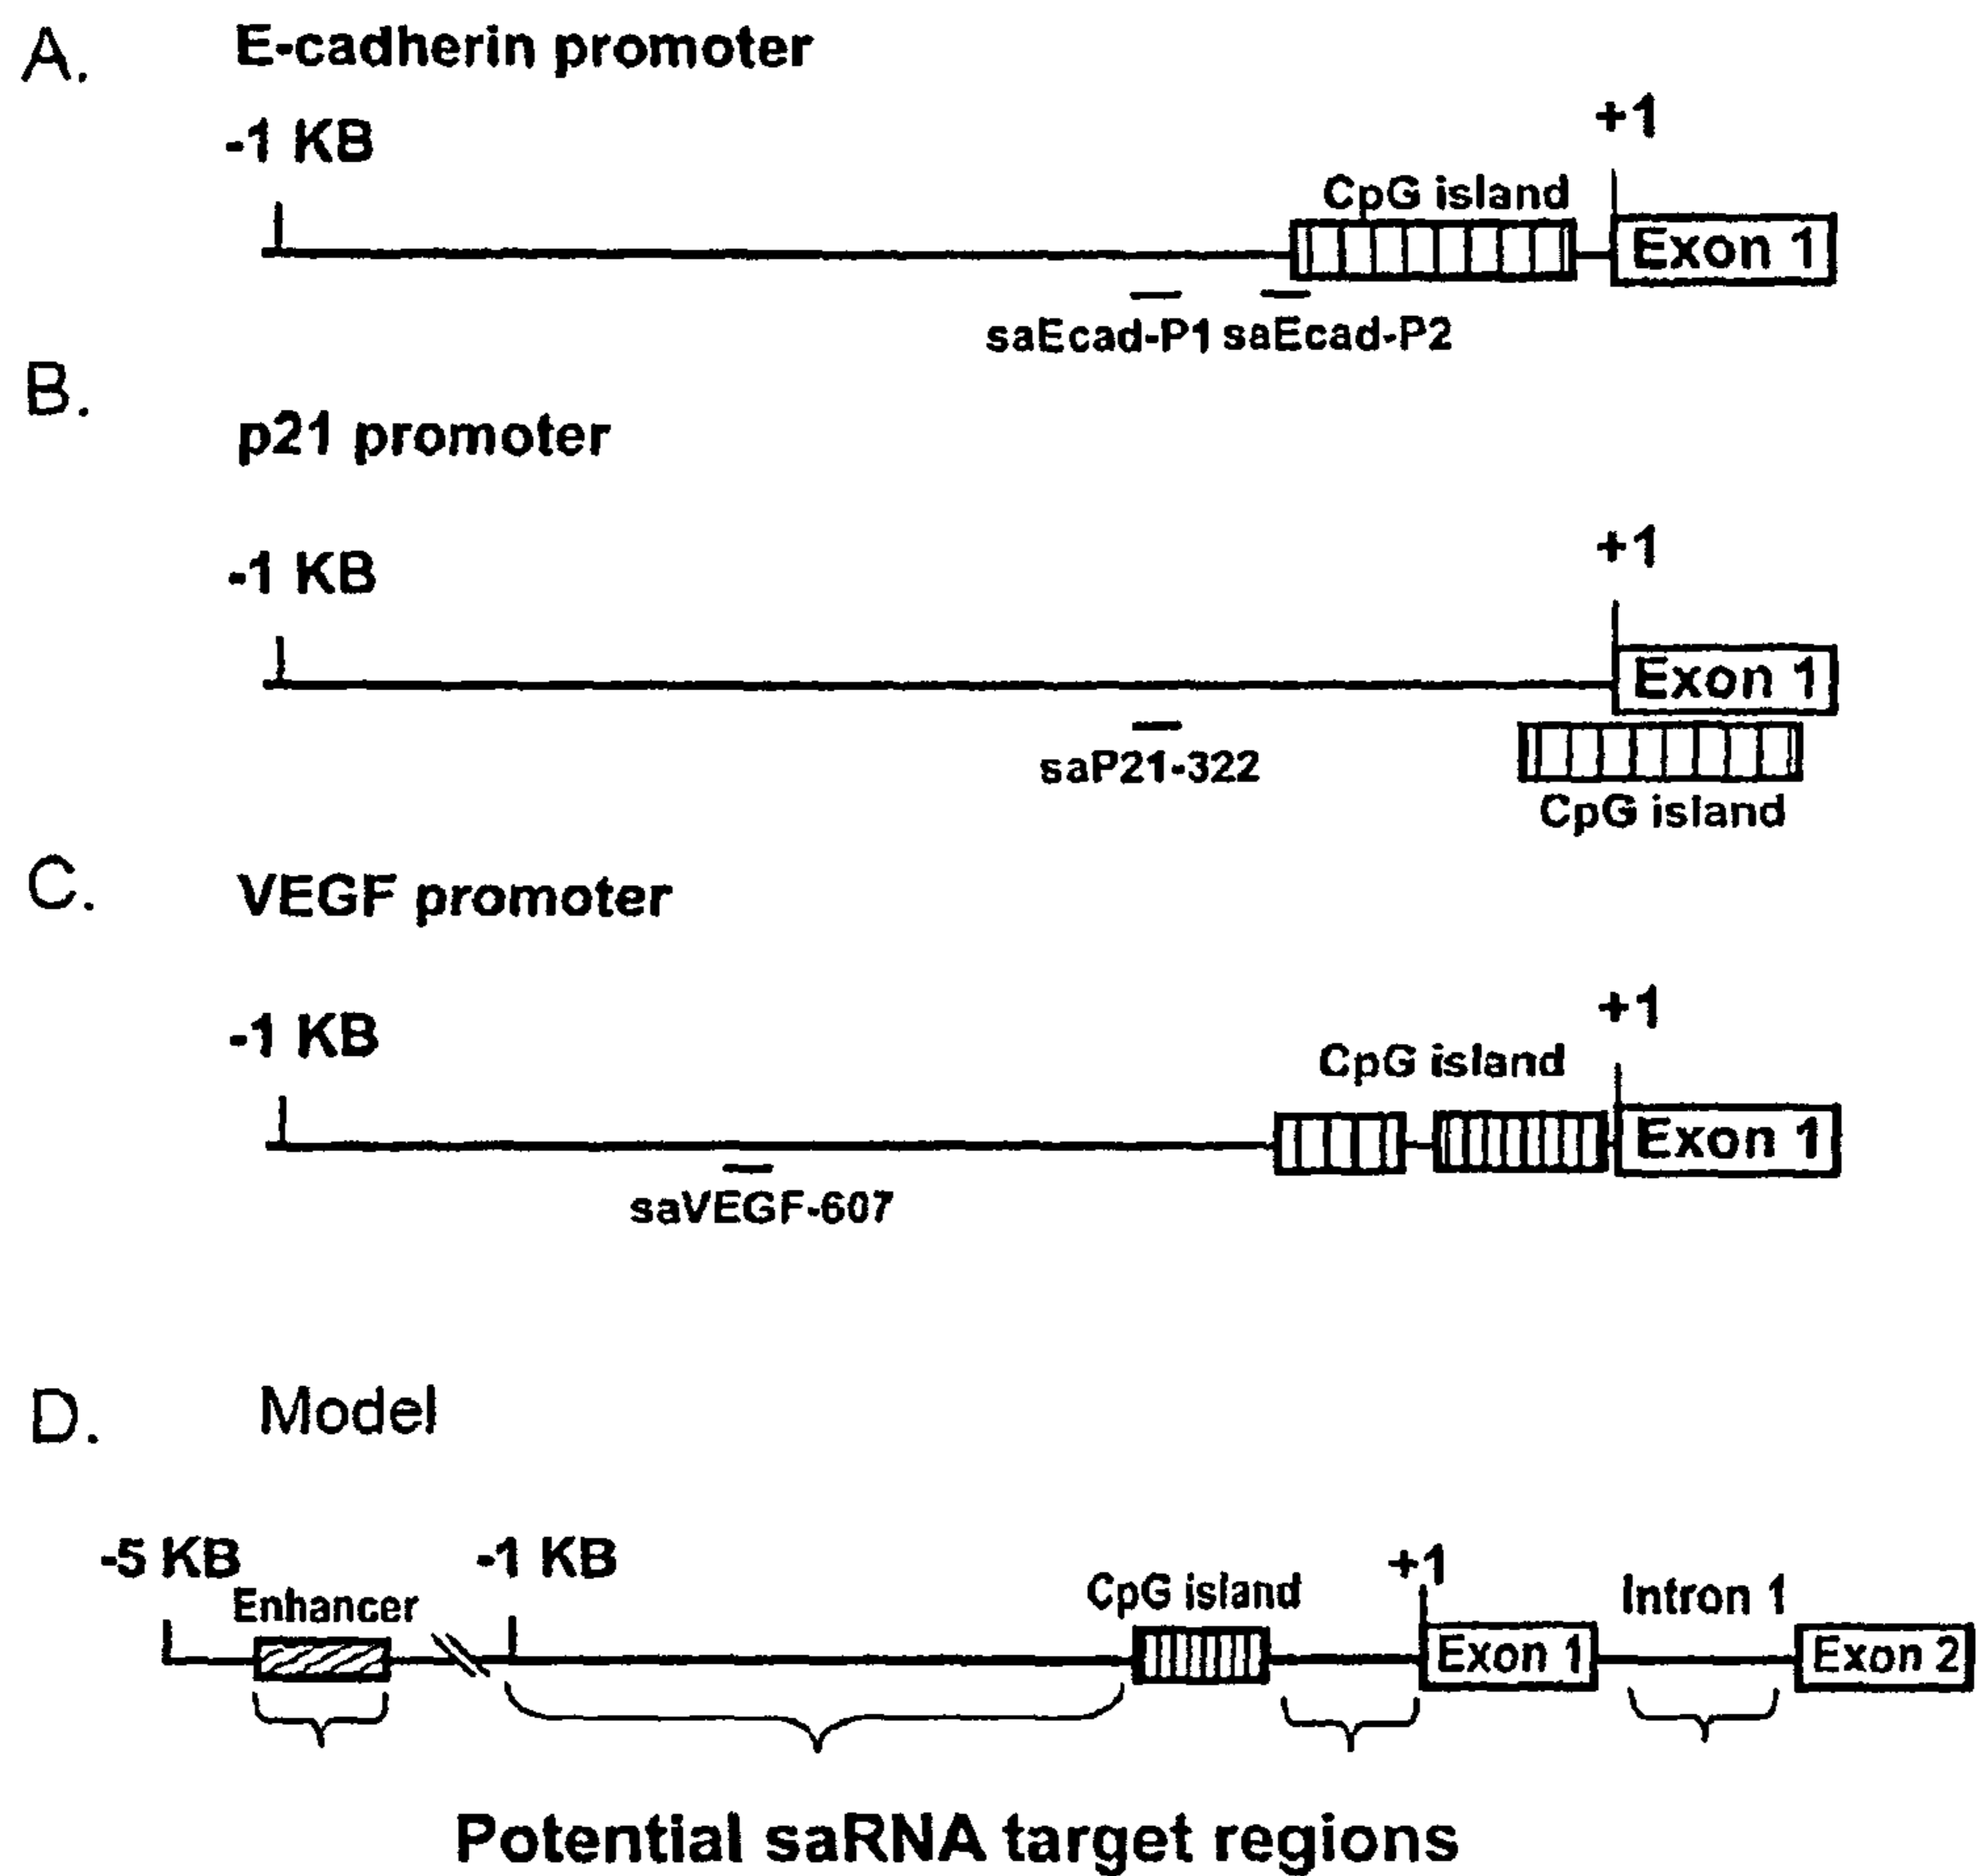 A. E-cadherin promoter
-1 KB
+1
CpG island
Exon 1
saEcad-P1 saEcad-P2
B.
p21 promoter
-1 KB
+1
Exon 1
saP21-322
CpG island
C. VEGF promoter
-1 KB
+1
CpG island
Exon 1
saVEGF-607
D. Model
-5 KB
-1 KB
+1
Enhancer
CpG island
Intron 1
Exon 1
Exon 2
Potential saRNA target regions